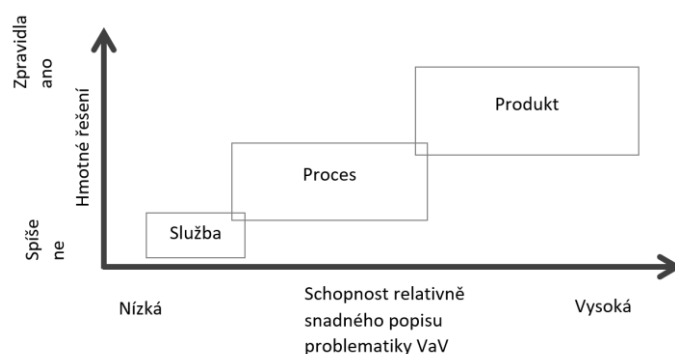 Zpravidla
ano
Hmotné řešení
Spíše
ne
Produkt
Proces
Služba
Nízká
Schopnost relativně
snadného popisu
problematiky VaV
Vysoká